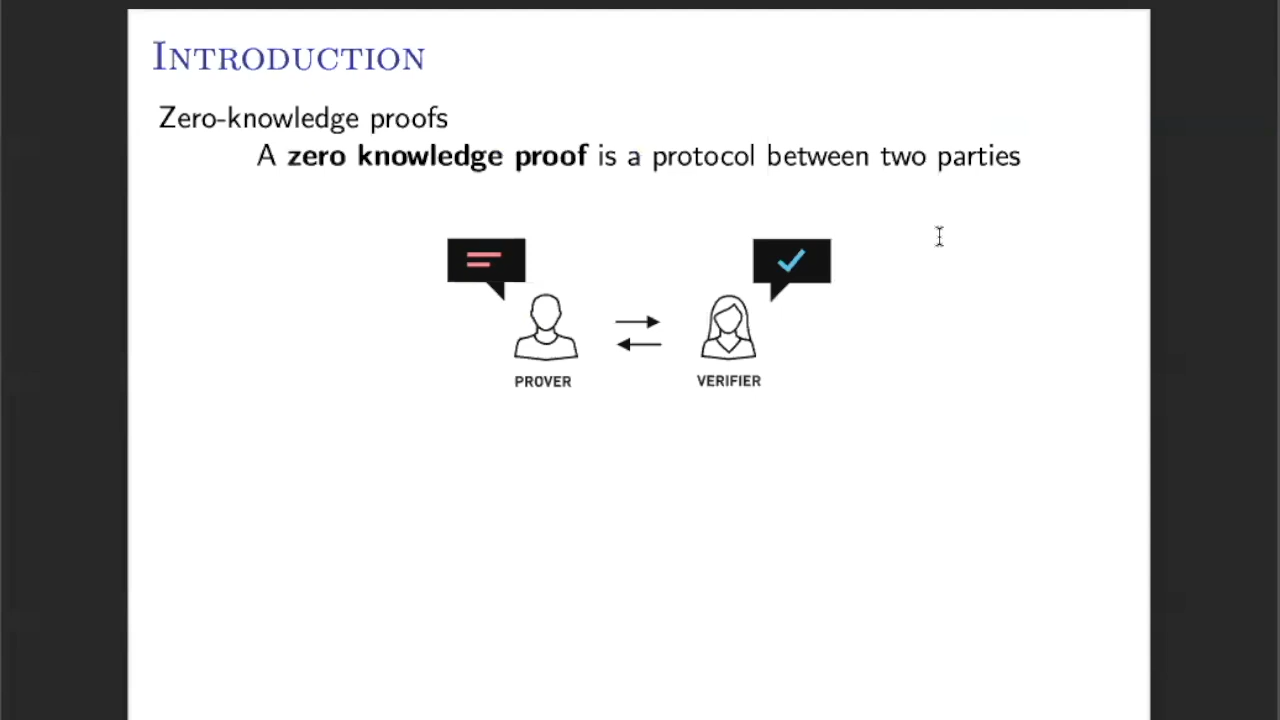 INTRODUCTION
Zero-knowledge proofs
A zero knowledge proof is a protocol between two parties
PROVER
VERIFIER